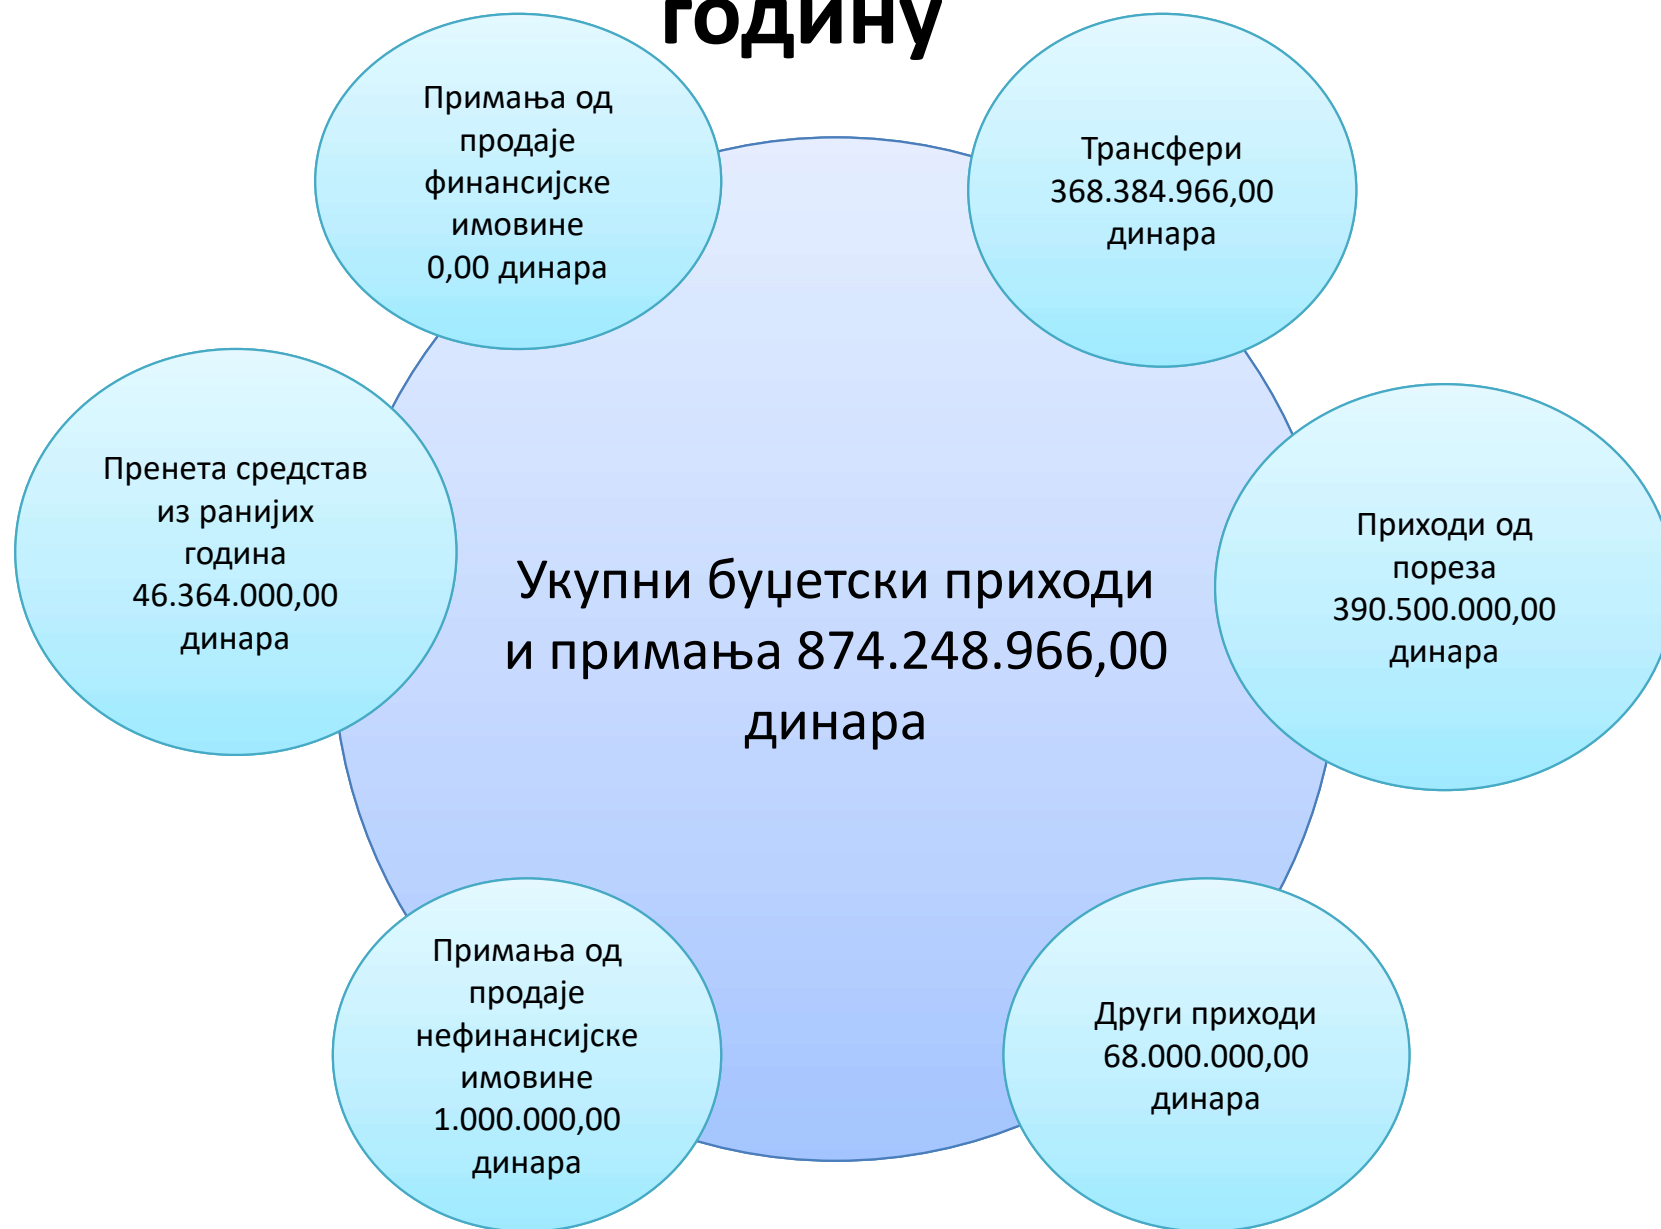 годину
Примања од
продаје
финансијске
имовине
0,00 динара
Трансфери
368.384.966,00
динара
Пренета средстав
из ранијих
година
46.364.000,00
динара
Приходи од
пореза
390.500.000,00
динара
Укупни буџетски приходи
и примања 874.248.966,00
динара
Примања од
продаје
нефинансијске
имовине
1.000.000,00
динара
Други приходи
68.000.000,00
динара